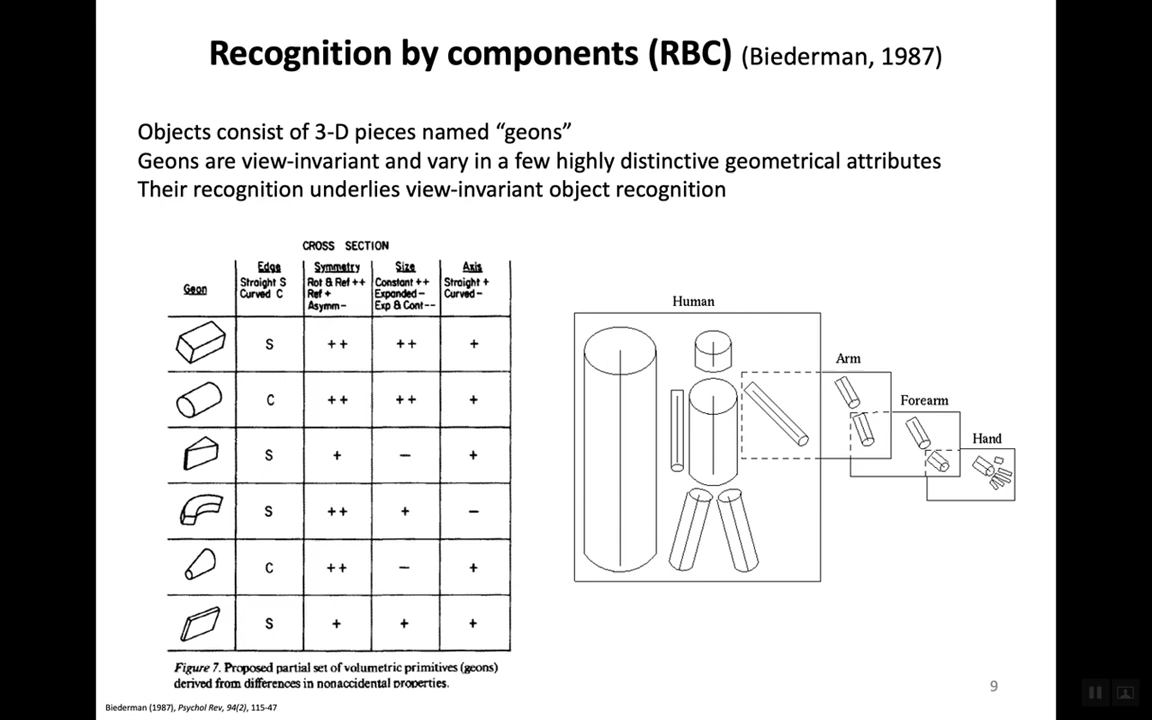 Recognition by components (RBC) (Biederman, 1987)
Objects consist of 3-D pieces named “geons”
Geons are view-invariant and vary in a few highly distinctive geometrical attributes
Their recognition underlies view-invariant object recognition
CROSS SECTION
Geon
Edge
Straight S
Curved C
Symmetry
Rot & Ref ++
Ref +
Asymm -
Size
Constant ++
Expanded -
Exp & Cont --
Axis
Straight +
Curved -
S ++ ++ +
C ++ ++ +
S + - +
S ++ + -
C ++ - +
S + + +
Figure 7. Proposed partial set of volumetric primitives (geons)
derived from differences in nonaccidental properties.
Human
Arm
Forearm
Hand
9
Biederman (1987), Psychol Rev, 94(2), 115-47